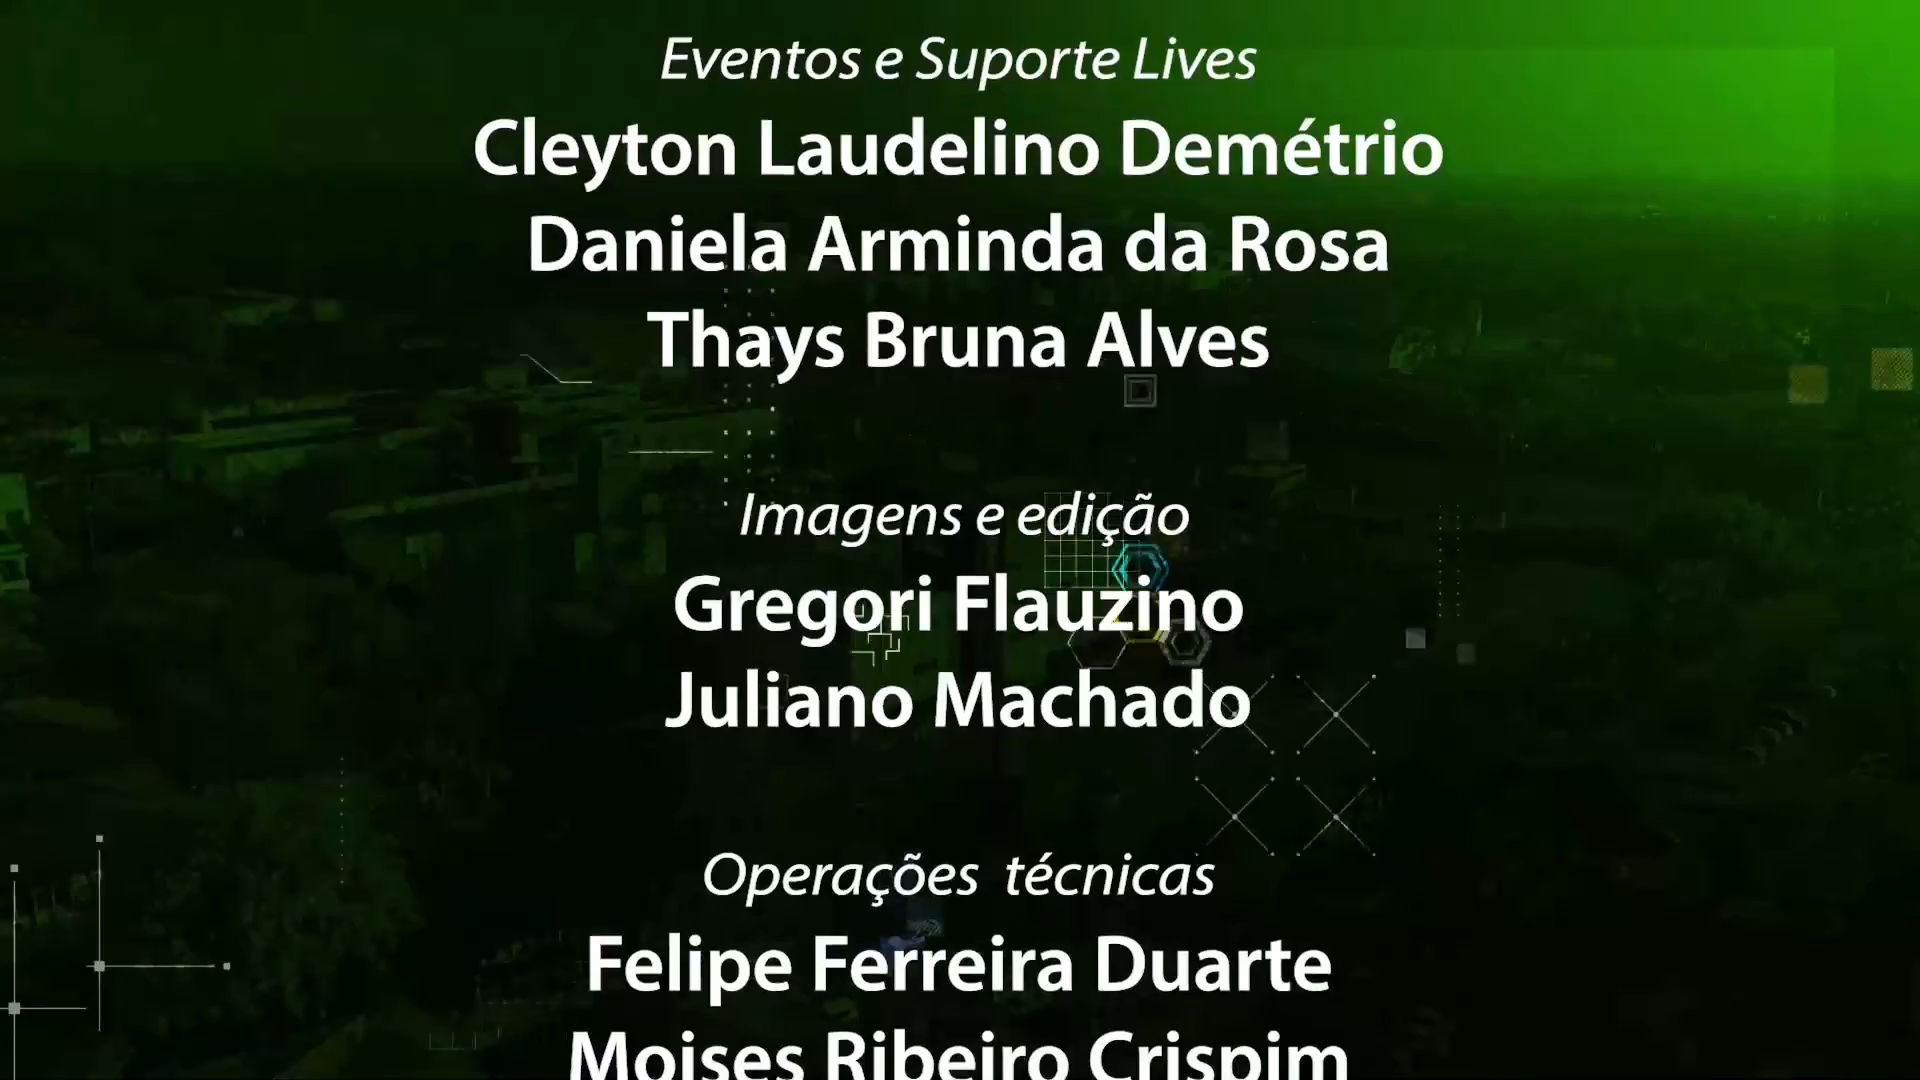 Eventos e Suporte Lives
Cleyton Laudelino Demétrio
Daniela Arminda da Rosa
Thays Bruna Alves
Imagens e edição
Gregori Flauzino
Juliano Machado
Operações técnicas
Felipe Ferreira Duarte
Moises Ribeiro Crispim